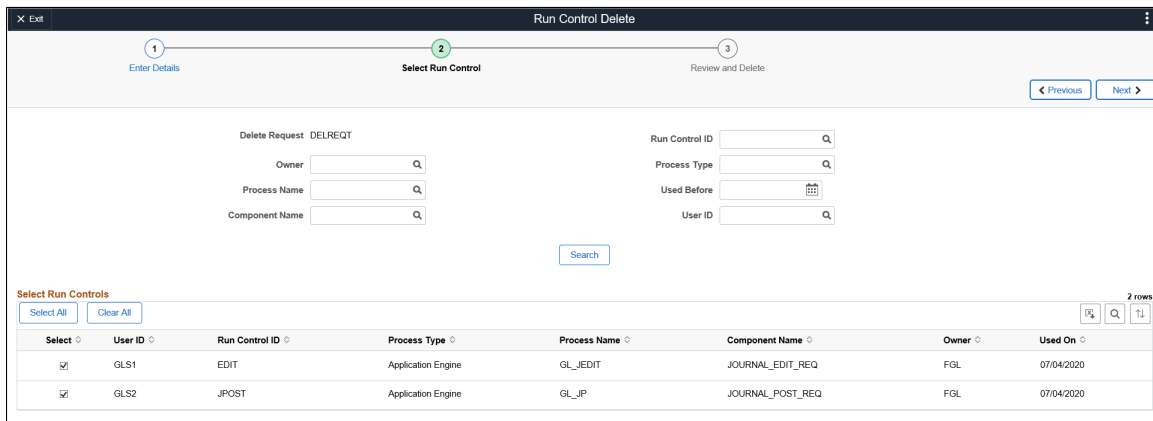 Exit
Run Control Delete
1
2
3
Enter Details
Select Run Control
Review and Delete
Previous
Next
Delete Request DELREQT
Run Control ID
Owner
Process Type
Process Name
Used Before
Component Name
User ID
Search
Select Run Controls
2 rows
Select All Clear All
Select User ID Run Control ID Process Type Process Name Component Name Owner Used On
GLS1 EDIT Application Engine GL_JEDIT JOURNAL_EDIT_REQ FGL 07/04/2020
GLS2 JPOST Application Engine GL_JP JOURNAL_POST_REQ FGL 07/04/2020